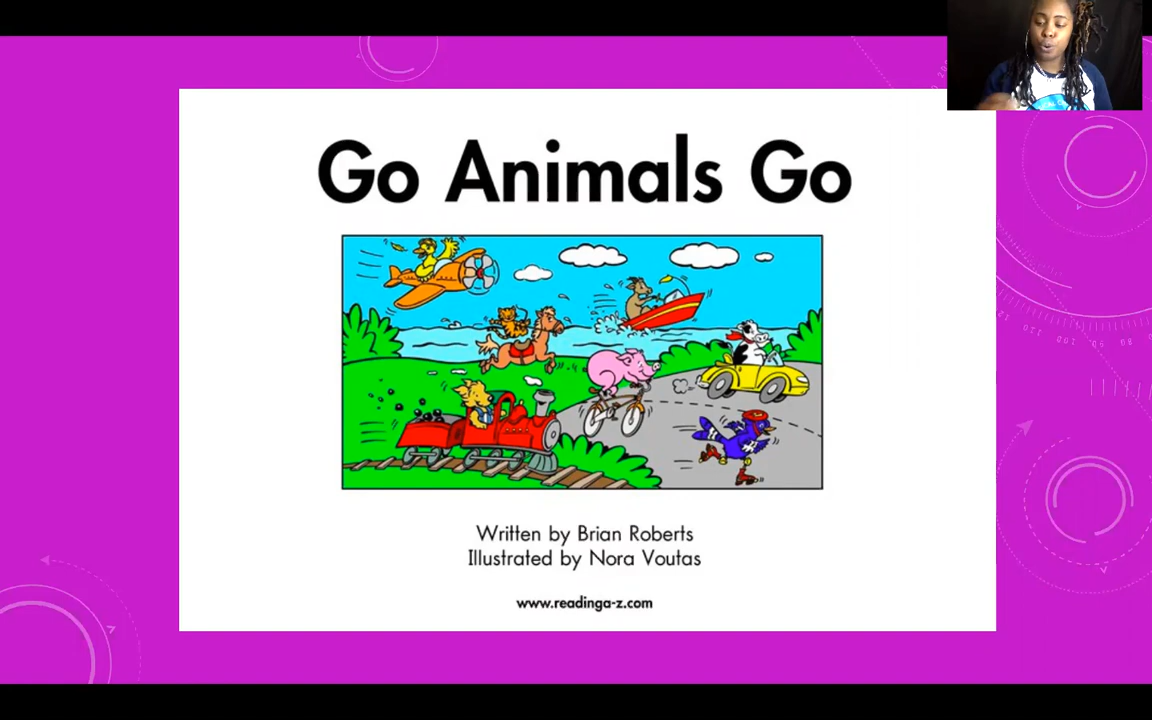 Go Animals Go
Written by Brian Roberts
Illustrated by Nora Voutas
www.readinga-z.com